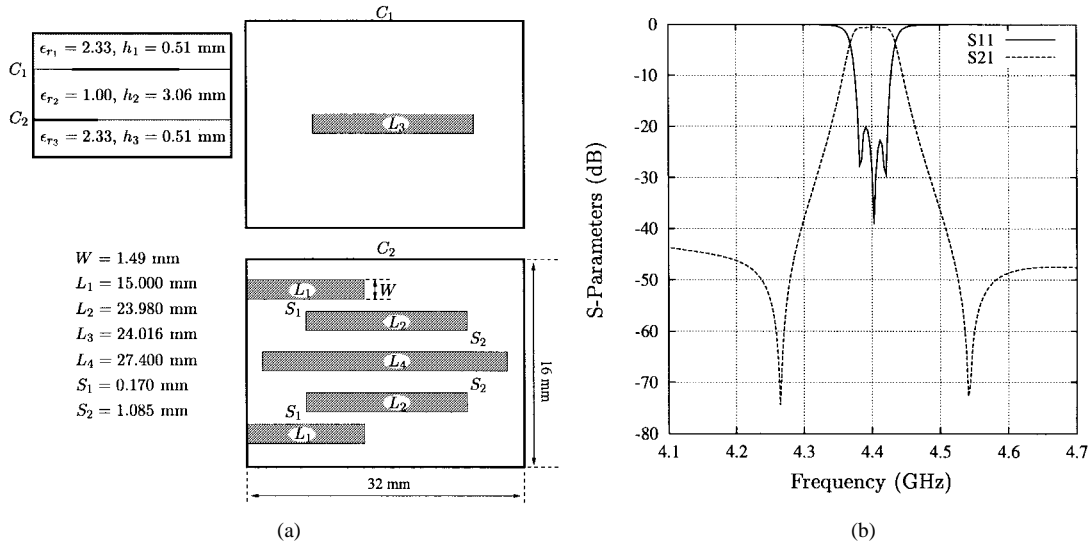 C₁
ϵᵣ₁ = 2.33, h₁ = 0.51 mm
C₁
ϵᵣ₂ = 1.00, h₂ = 3.06 mm
C₂
ϵᵣ₃ = 2.33, h₃ = 0.51 mm
L₃
C₂
W = 1.49 mm
L₁ = 15.000 mm
L₂ = 23.980 mm
L₃ = 24.016 mm
L₄ = 27.400 mm
S₁ = 0.170 mm
S₂ = 1.085 mm
L₁
W
S₁
L₂
S₂
L₄
S₂
L₂
S₁
L₁
16 mm
32 mm
(a)
S11
S21
0
-10
-20
-30
-40
-50
-60
-70
-80
S-Parameters (dB)
4.1 4.2 4.3 4.4 4.5 4.6 4.7
Frequency (GHz)
(b)